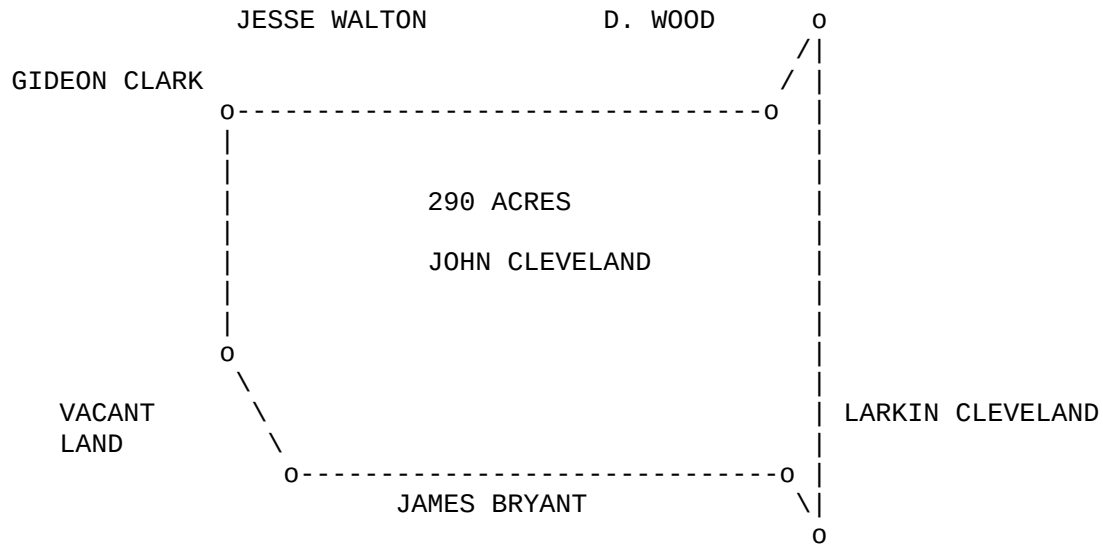 JESSE WALTON D. WOOD
GIDEON CLARK
290 ACRES
JOHN CLEVELAND
VACANT
LAND
LARKIN CLEVELAND
JAMES BRYANT